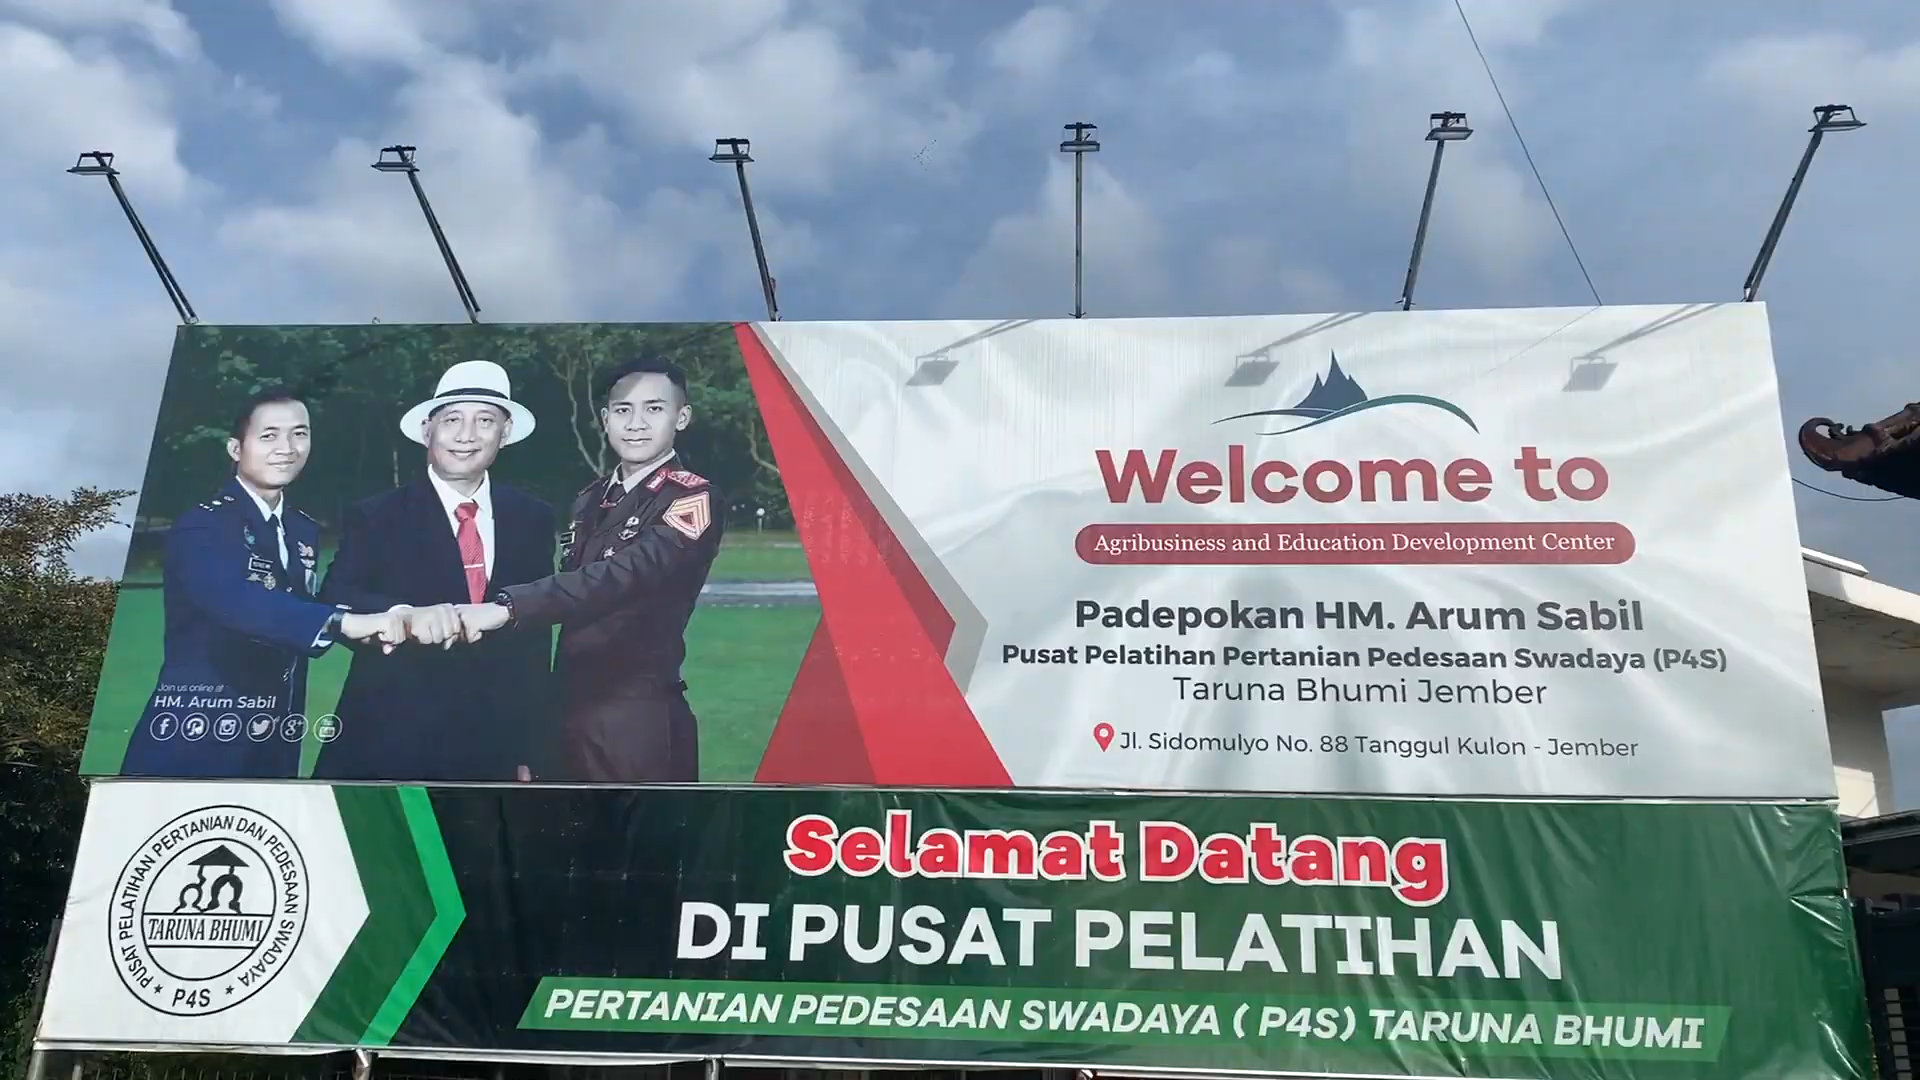 Welcome to
Agribusiness and Education Development Center
Padepokan HM. Arum Sabil
Pusat Pelatihan Pertanian Pedesaan Swadaya (P4S)
Taruna Bhumi Jember
Jl. Sidomulyo No. 88 Tanggul Kulon - Jember
Join us online at
HM. Arum Sabil
PUSAT PELATIHAN PERTANIAN DAN PEDESAAN SWADAYA
TARUNA BHUMI
P4S
Selamat Datang
DI PUSAT PELATIHAN
PERTANIAN PEDESAAN SWADAYA ( P4S) TARUNA BHUMI